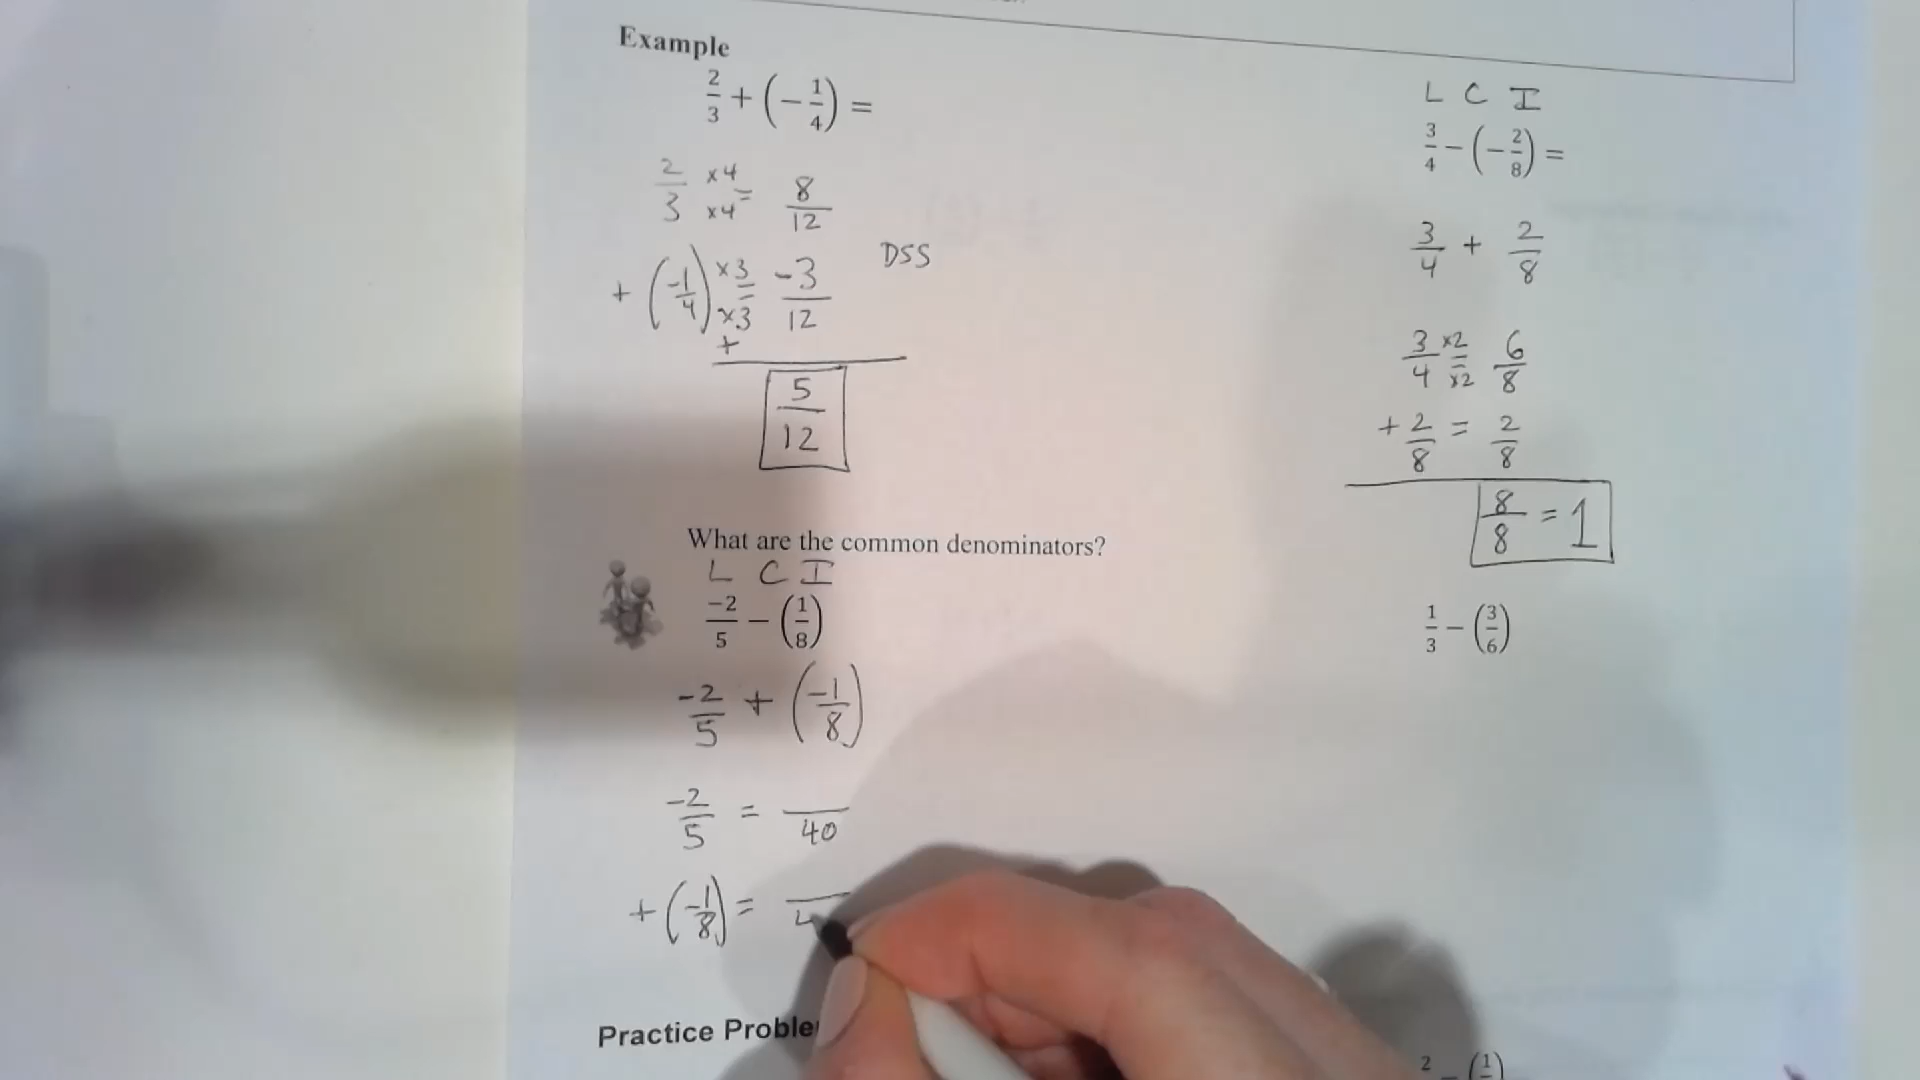 Example
2/3 + (-1/4) =
2/3 ×4/×4 = 8/12
+ (-1/4) ×3/×3 = -3/12
DSS
+
5/12
What are the common denominators?
L C I
-2/5 - (1/8)
-2/5 + (-1/8)
-2/5 = /40
+ (-1/8) = /4
Practice Proble
L C I
3/4 - (-2/8) =
3/4 + 2/8
3/4 ×2/×2 = 6/8
+ 2/8 = 2/8
8/8 = 1
1/3 - (3/6)
2 - (1/